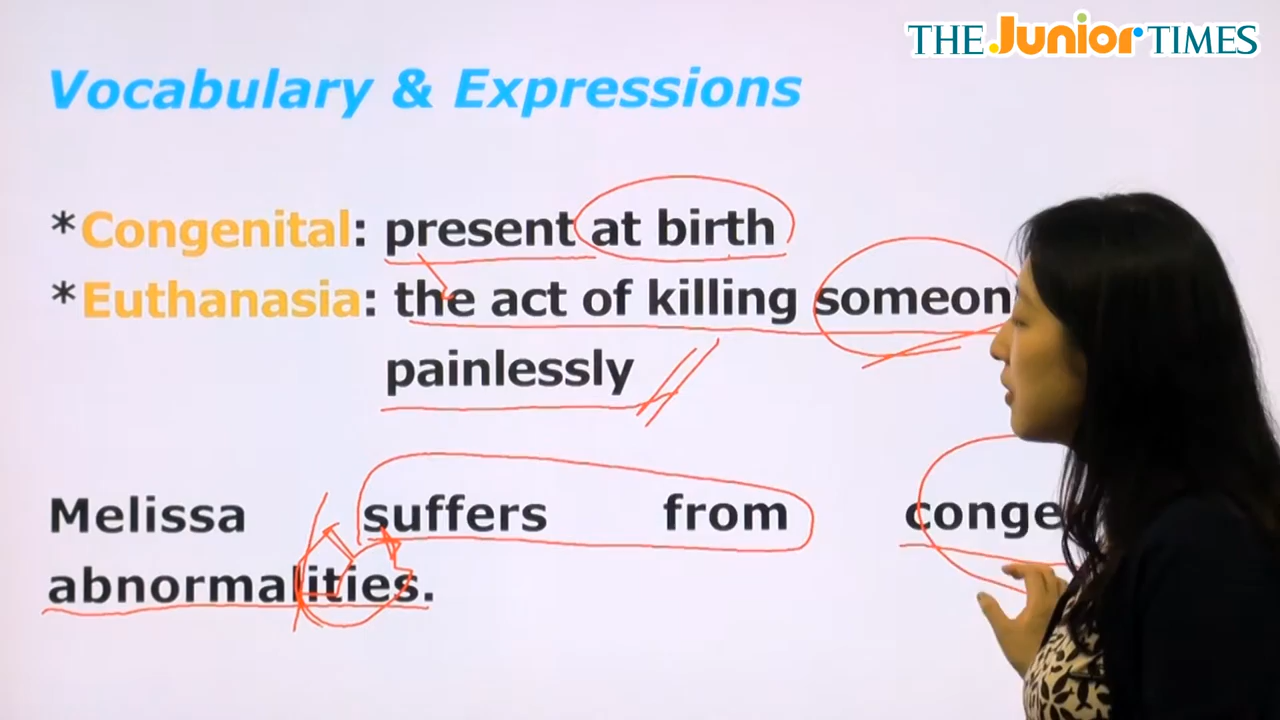 THE Junior TIMES
Vocabulary & Expressions
*Congenital: present at birth
*Euthanasia: the act of killing
painlessly
Melissa suffers from
abnormalities.